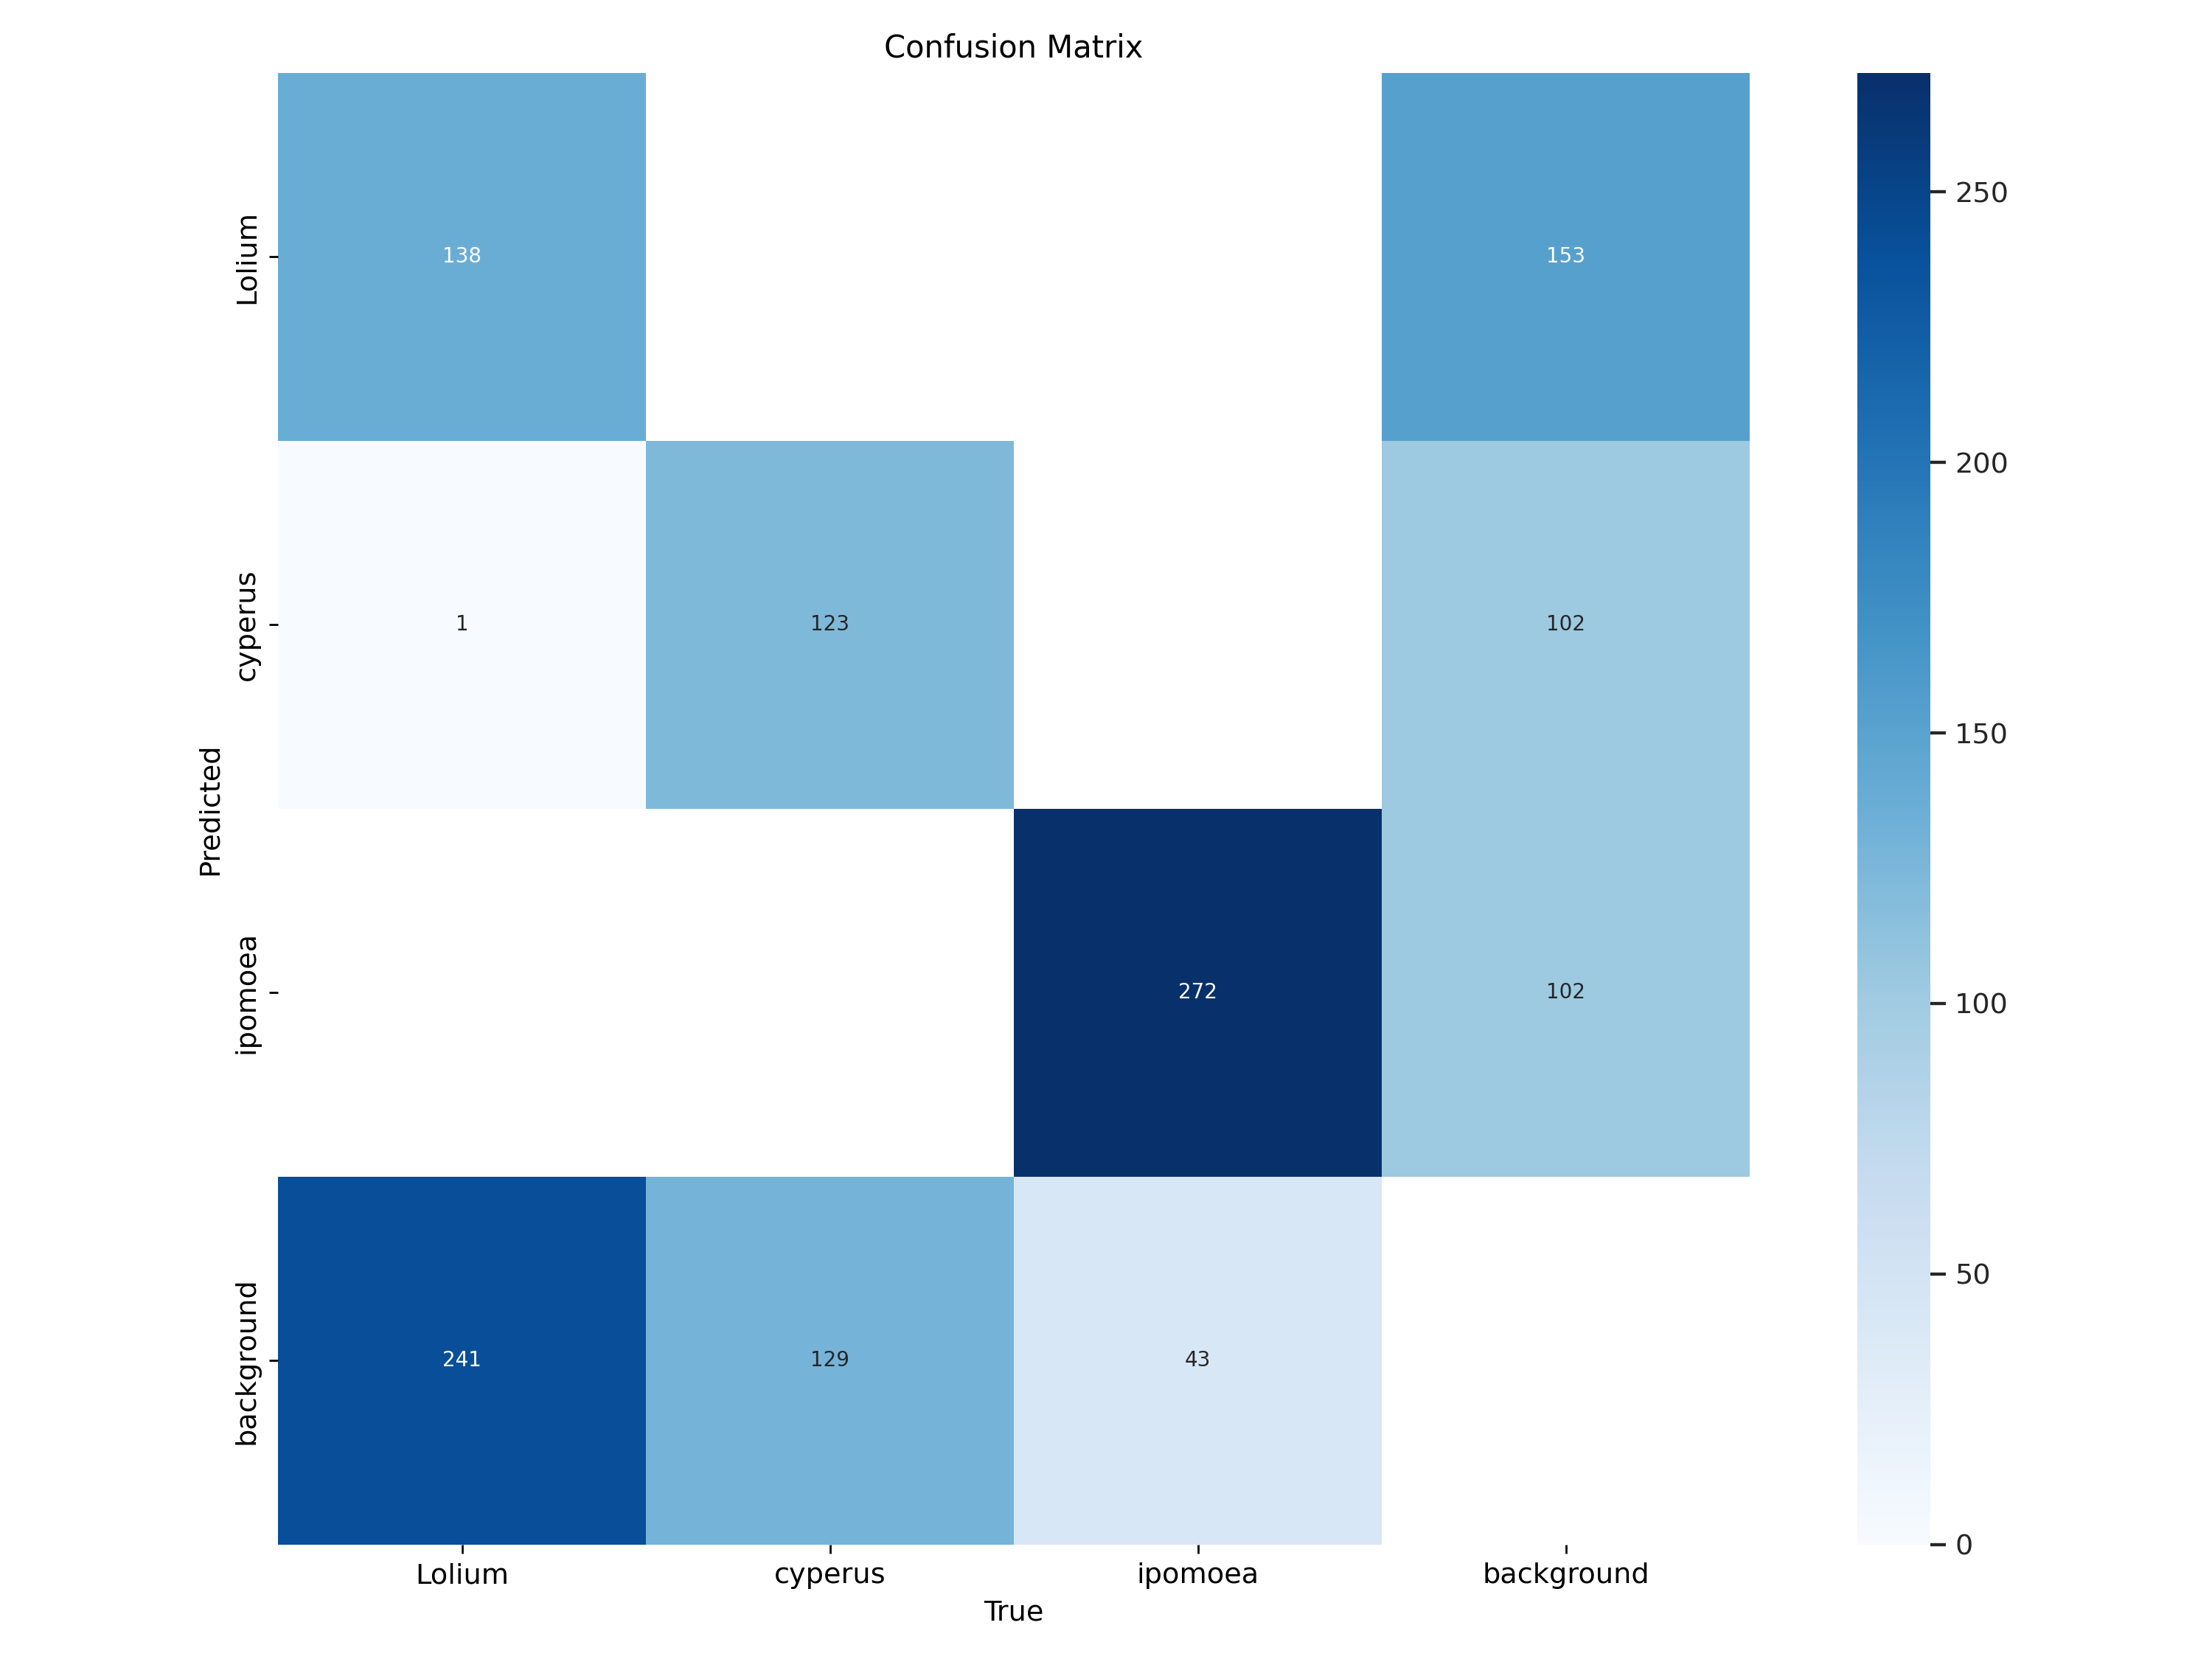 Confusion Matrix
Lolium
138
153
cyperus
1
123
102
Predicted
ipomoea
272
102
background
241
129
43
Lolium
cyperus
ipomoea
background
True
250
200
150
100
50
0